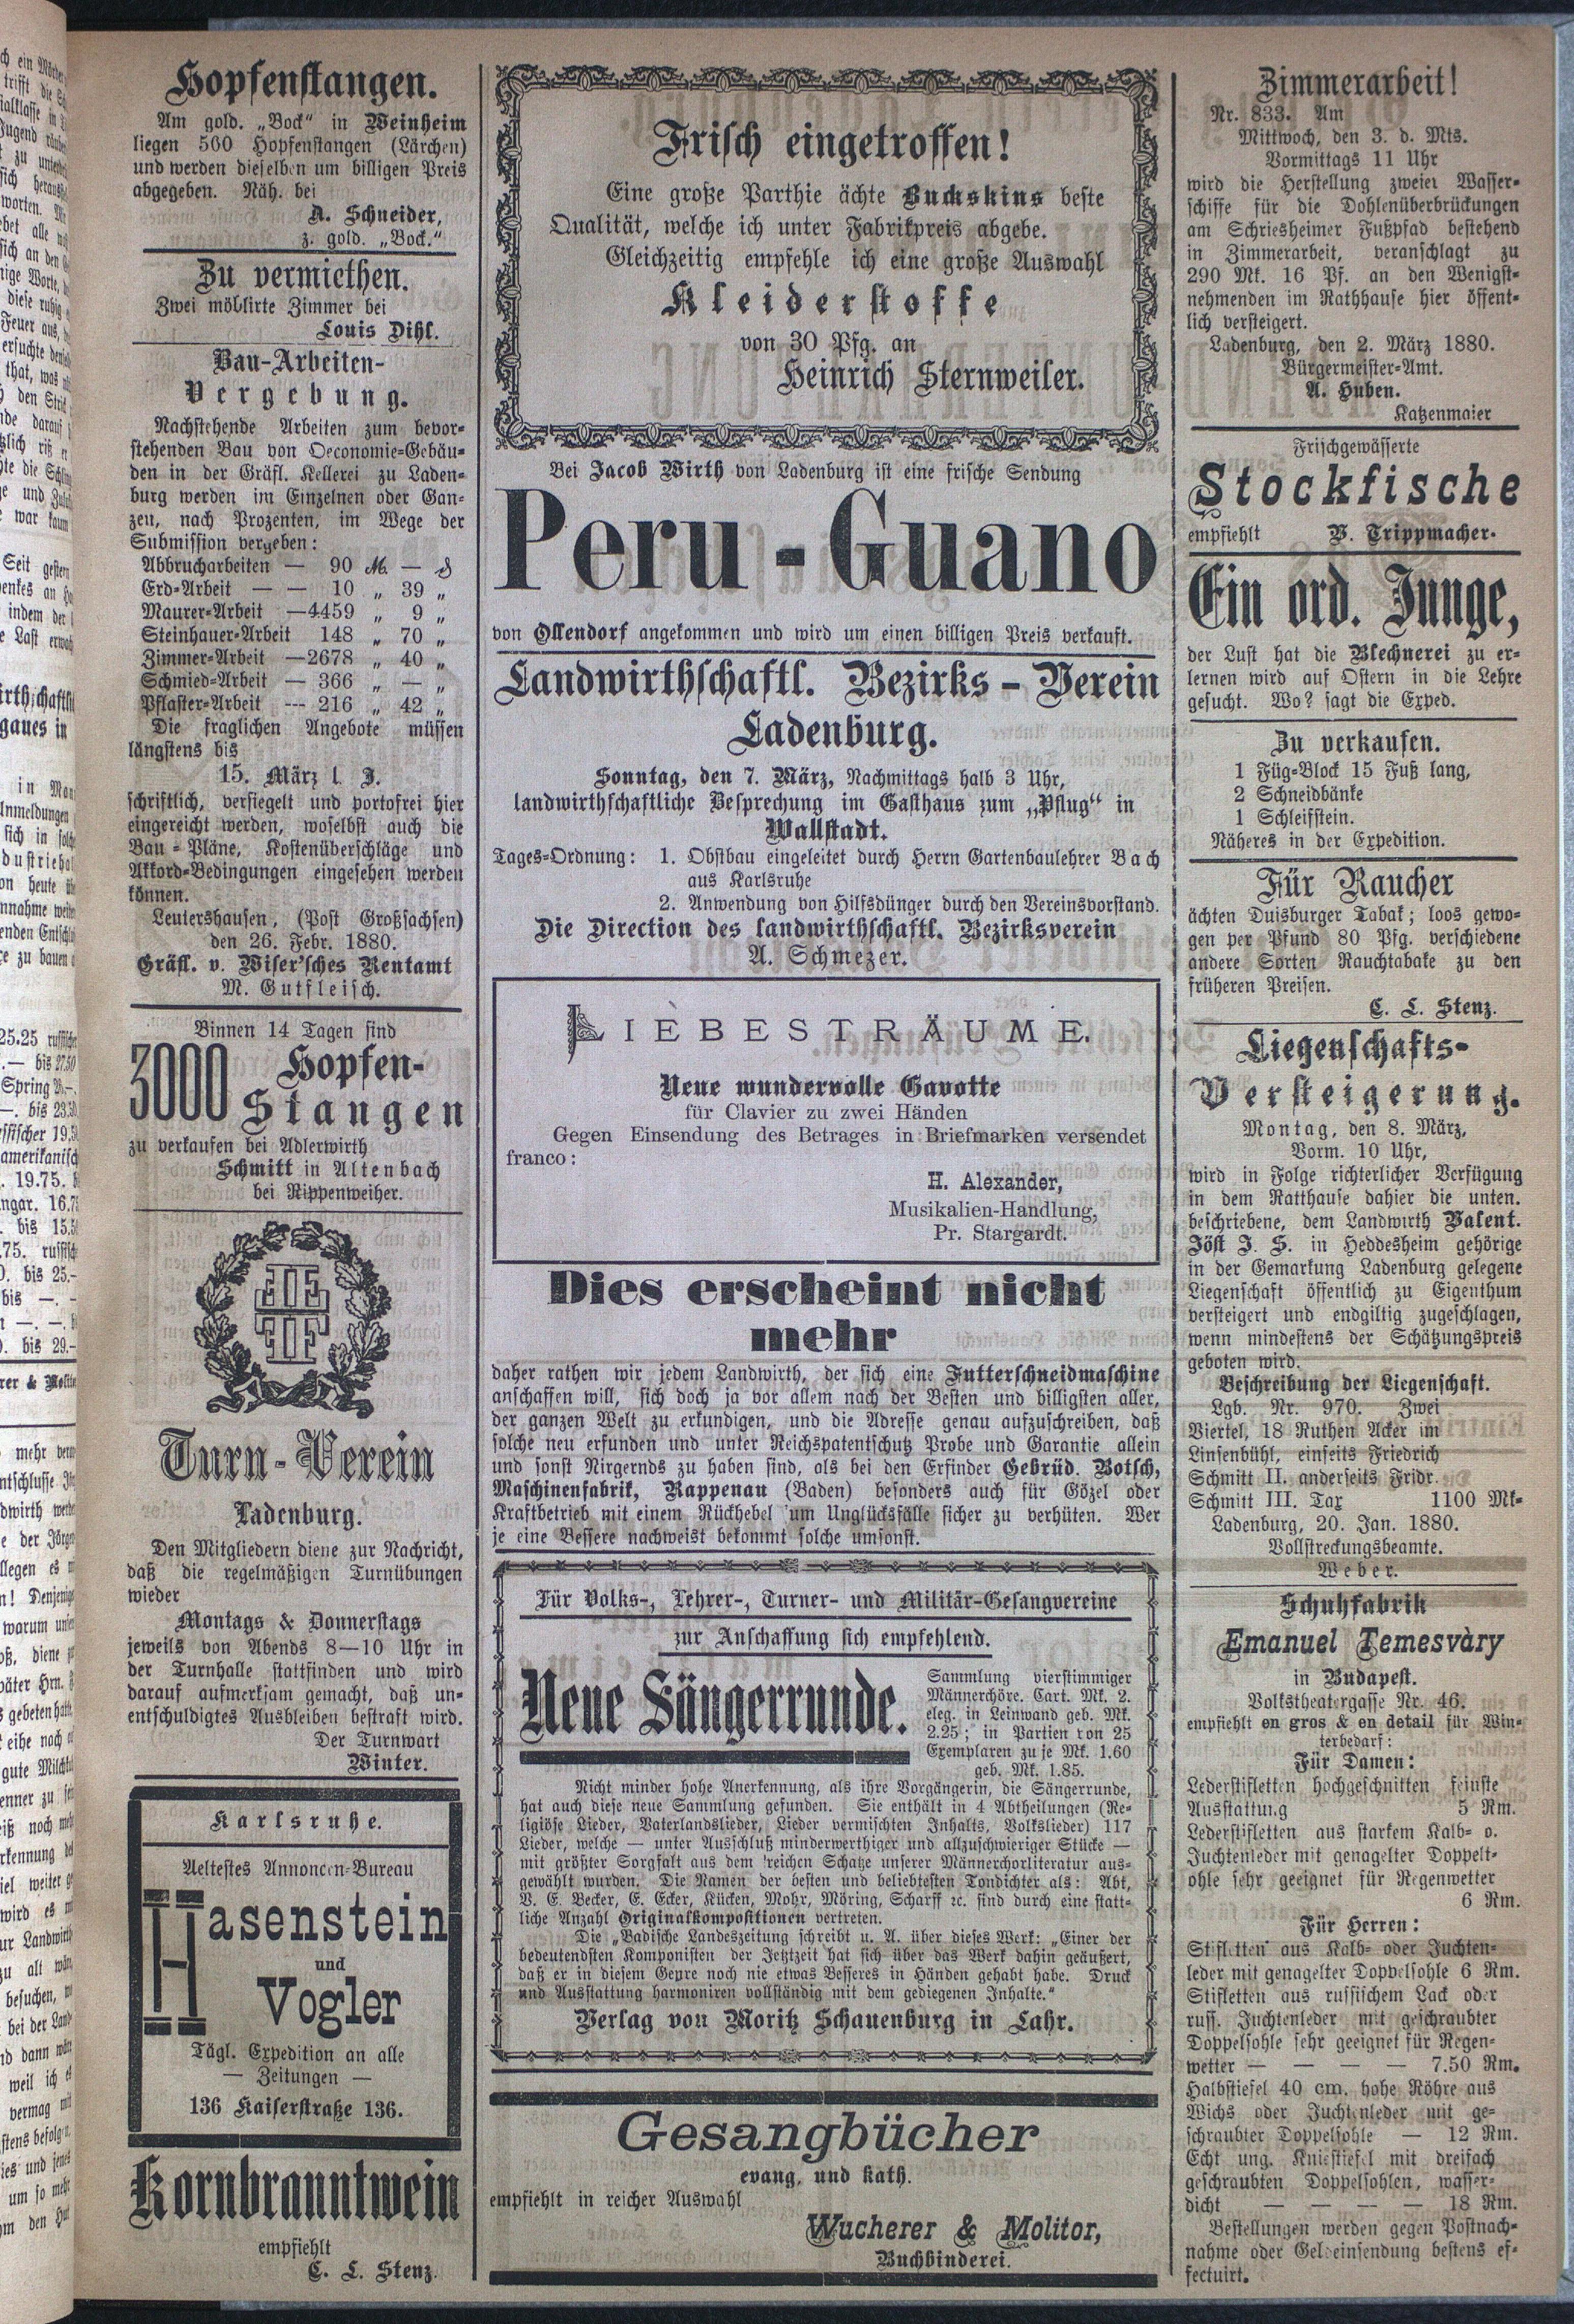 Hopfenstangen.
Am gold. „Bock“ in Weinheim
liegen 500 Hopfenstangen (Lärchen)
und werden dieselben um billigen Preis
abgegeben. Näh. bei
A. Schneider,
z. gold. „Bock.“
Zu vermiethen.
Zwei möblirte Zimmer bei
Louis Dihl.
Bau-Arbeiten-
Vergebung.
Nachstehende Arbeiten zum bevor-
stehenden Bau von Oeconomie-Gebäu-
den in der Gräfl. Kellerei zu Laden-
burg werden im Einzelnen oder Gan-
zen, nach Prozenten, im Wege der
Submission vergeben:
Abbrucharbeiten — 90 M. — ₰
Erd-Arbeit — — 10 „ 39 „
Maurer-Arbeit —4459 „ 9 „
Steinhauer-Arbeit 148 „ 70 „
Zimmer-Arbeit —2678 „ 40 „
Schmied-Arbeit — 366 „ — „
Pflaster-Arbeit --- 216 „ 42 „
Die fraglichen Angebote müssen
längstens bis
15. März l. J.
schriftlich, versiegelt und portofrei hier
eingereicht werden, woselbst auch die
Bau-Pläne, Kostenüberschläge und
Akkord-Bedingungen eingesehen werden
können.
Leutershausen, (Post Großsachsen)
den 26. Febr. 1880.
Gräfl. v. Wiser'sches Rentamt
M. Gutfleisch.
Binnen 14 Tagen sind
3000 Hopfen-
Stangen
zu verkaufen bei Adlerwirth
Schmitt in Altenbach
bei Rippenweiher.
Turn-Verein
Ladenburg.
Den Mitgliedern diene zur Nachricht,
daß die regelmäßigen Turnübungen
wieder
Montags & Donnerstags
jeweils von Abends 8—10 Uhr in
der Turnhalle stattfinden und wird
darauf aufmerksam gemacht, daß un-
entschuldigtes Ausbleiben bestraft wird.
Der Turnwart
Winter.
Karlsruhe.
Aeltestes Annoncen-Bureau
Hasenstein
und
Vogler
Tägl. Expedition an alle
— Zeitungen —
136 Kaiserstraße 136.
Kornbranntwein
empfiehlt
C. L. Stenz.
Frisch eingetroffen!
Eine große Parthie ächte Buckskins beste
Qualität, welche ich unter Fabrikpreis abgebe.
Gleichzeitig empfehle ich eine große Auswahl
Kleiderstoffe
von 30 Pfg. an
Heinrich Sternweiler.
Bei Jacob Wirth von Ladenburg ist eine frische Sendung
Peru-Guano
von Ollendorf angekommen und wird um einen billigen Preis verkauft.
Landwirthschaftl. Bezirks-Verein
Ladenburg.
Sonntag, den 7. März, Nachmittags halb 3 Uhr,
landwirthschaftliche Besprechung im Gasthaus zum „Pflug“ in
Wallstadt.
Tages-Ordnung: 1. Obstbau eingeleitet durch Herrn Gartenbaulehrer Bach
aus Karlsruhe
2. Anwendung von Hilfsdünger durch den Vereinsvorstand.
Die Direction des landwirthschaftl. Bezirksverein
A. Schmezer.
LIÈBESTRÄUME.
Neue wundervolle Gavotte
für Clavier zu zwei Händen
Gegen Einsendung des Betrages in Briefmarken versendet
franco:
H. Alexander,
Musikalien-Handlung,
Pr. Stargardt.
Dies erscheint nicht
mehr
daher rathen wir jedem Landwirth, der sich eine Futterschneidmaschine
anschaffen will, sich doch ja vor allem nach der Besten und billigsten aller,
der ganzen Welt zu erkundigen, und die Adresse genau aufzuschreiben, daß
solche neu erfunden und unter Reichspatentschutz Probe und Garantie allein
und sonst Nirgernds zu haben sind, als bei den Erfinder Gebrüd. Botsch,
Maschinenfabrik, Rappenau (Baden) besonders auch für Gözel oder
Kraftbetrieb mit einem Rückhebel um Unglücksfälle sicher zu verhüten. Wer
je eine Bessere nachweist bekommt solche umsonst.
Für Volks-, Lehrer-, Turner- und Militär-Gesangvereine
zur Anschaffung sich empfehlend.
Neue Sängerrunde.
Sammlung vierstimmiger
Männerchöre. Cart. Mk. 2.
eleg. in Leinwand geb. Mk.
2.25; in Partien von 25
Exemplaren zu je Mk. 1.60
geb. Mk. 1.85.
Nicht minder hohe Anerkennung, als ihre Vorgängerin, die Sängerrunde,
hat auch diese neue Sammlung gefunden. Sie enthält in 4 Abtheilungen (Re-
ligiöse Lieder, Vaterlandslieder, Lieder vermischten Inhalts, Volkslieder) 117
Lieder, welche — unter Ausschluß minderwerthiger und allzuschwieriger Stücke —
mit größter Sorgfalt aus dem reichen Schatze unserer Männerchorliteratur aus-
gewählt wurden. Die Namen der besten und beliebtesten Tondichter als: Abt,
V. E. Becker, E. Ecker, Kücken, Mohr, Möring, Scharff ꝛc. sind durch eine statt-
liche Anzahl Originalkompositionen vertreten.
Die „Badische Landeszeitung schreibt u. A. über dieses Werk: „Einer der
bedeutendsten Komponisten der Jetztzeit hat sich über das Werk dahin geäußert,
daß er in diesem Genre noch nie etwas Besseres in Händen gehabt habe. Druck
und Ausstattung harmoniren vollständig mit dem gediegenen Inhalte.“
Verlag von Moritz Schauenburg in Lahr.
Gesangbücher
evang. und kath.
empfiehlt in reicher Auswahl
Wucherer & Molitor,
Buchbinderei.
Zimmerarbeit!
Nr. 833. Am
Mittwoch, den 3. d. Mts.
Vormittags 11 Uhr
wird die Herstellung zweier Wasser-
schiffe für die Dohlenüberbrückungen
am Schriesheimer Fußpfad bestehend
in Zimmerarbeit, veranschlagt zu
290 Mk. 16 Pf. an den Wenigst-
nehmenden im Rathhause hier öffent-
lich versteigert.
Ladenburg, den 2. März 1880.
Bürgermeister-Amt.
A. Huben.
Katzenmaier
Frischgewässerte
Stockfische
empfiehlt B. Trippmacher.
Ein ord. Junge,
der Lust hat die Blechnerei zu er-
lernen wird auf Ostern in die Lehre
gesucht. Wo? sagt die Exped.
Zu verkaufen.
1 Füg-Block 15 Fuß lang,
2 Schneidbänke
1 Schleifstein.
Näheres in der Expedition.
Für Raucher
ächten Duisburger Tabak; loos gewo-
gen per Pfund 80 Pfg. verschiedene
andere Sorten Rauchtabake zu den
früheren Preisen.
C. L. Stenz.
Liegenschafts-
Versteigerung.
Montag, den 8. März,
Vorm. 10 Uhr,
wird in Folge richterlicher Verfügung
in dem Ratthause dahier die unten.
beschriebene, dem Landwirth Valent.
Jöst J. S. in Heddesheim gehörige
in der Gemarkung Ladenburg gelegene
Liegenschaft öffentlich zu Eigenthum
versteigert und endgiltig zugeschlagen,
wenn mindestens der Schätzungspreis
geboten wird.
Beschreibung der Liegenschaft.
Lgb. Nr. 970. Zwei
Viertel, 18 Ruthen Acker im
Linsenbühl, einseits Friedrich
Schmitt II. anderseits Fridr.
Schmitt III. Tax 1100 Mk-
Ladenburg, 20. Jan. 1880.
Vollstreckungsbeamte.
Weber.
Schuhfabrik
Emanuel Temesvàry
in Budapest.
Volkstheatergasse Nr. 46.
empfiehlt en gros & en detail für Win-
terbedarf:
Für Damen:
Lederstifletten hochgeschnitten feinste
Ausstattung 5 Rm.
Lederstifletten aus starkem Kalb- o.
Juchtenleder mit genagelter Doppelt-
ohle sehr geeignet für Regenwetter
6 Rm.
Für Herren:
Stifletten aus Kalb- oder Juchten-
leder mit genagelter Doppelsohle 6 Rm.
Stifletten aus russischem Lack oder
russ. Juchtenleder mit geschraubter
Doppelsohle sehr geeignet für Regen-
wetter — — — — 7.50 Rm.
Halbstiefel 40 cm. hohe Röhre aus
Wichs oder Juchtenleder mit ge-
schraubter Doppelsohle — 12 Rm.
Echt ung. Kniestiefel mit dreifach
geschraubten Doppelsohlen, wasser-
dicht — — — — 18 Rm.
Bestellungen werden gegen Postnach-
nahme oder Geldeinsendung bestens ef-
fectuirt.